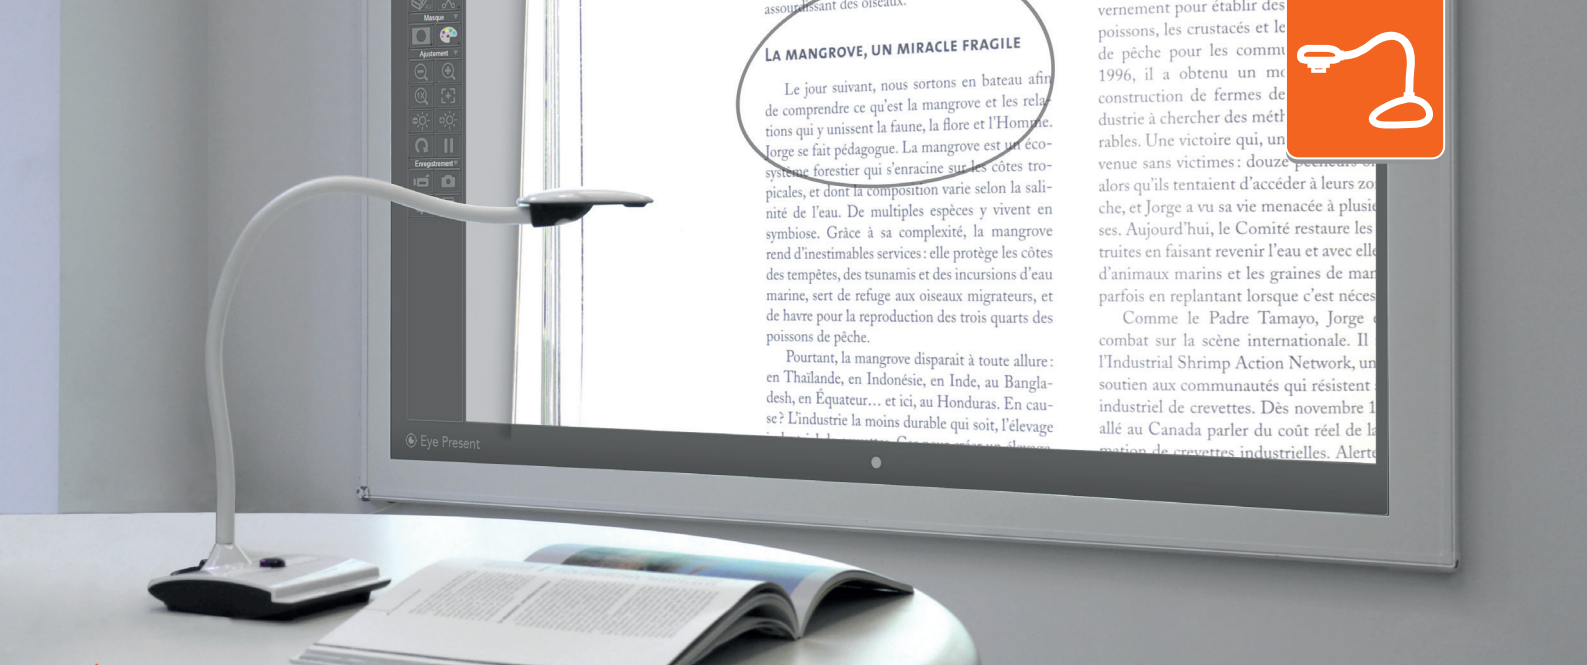 Masque
Ajustement
1X
Enregistrement
assourdissant des oiseaux.
LA MANGROVE, UN MIRACLE FRAGILE
Le jour suivant, nous sortons en bateau afin
de comprendre ce qu'est la mangrove et les rela-
tions qui y unissent la faune, la flore et l'Homme.
Jorge se fait pédagogue. La mangrove est un éco-
système forestier qui s'enracine sur les côtes tro-
picales, et dont la composition varie selon la sali-
nité de l'eau. De multiples espèces y vivent en
symbiose. Grâce à sa complexité, la mangrove
rend d'inestimables services : elle protège les côtes
des tempêtes, des tsunamis et des incursions d'eau
marine, sert de refuge aux oiseaux migrateurs, et
de havre pour la reproduction des trois quarts des
poissons de pêche.
Pourtant, la mangrove disparait à toute allure :
en Thaïlande, en Indonésie, en Inde, au Bangla-
desh, en Équateur… et ici, au Honduras. En cau-
se ? L'industrie la moins durable qui soit, l'élevage
vernement pour établir des
poissons, les crustacés et le
de pêche pour les commu
1996, il a obtenu un mo
construction de fermes de
dustrie à chercher des méth
rables. Une victoire qui, un
venue sans victimes : douze pêcheurs
alors qu'ils tentaient d'accéder à leurs zo
che, et Jorge a vu sa vie menacée à plusie
ses. Aujourd'hui, le Comité restaure les
truites en faisant revenir l'eau et avec elle
d'animaux marins et les graines de man
parfois en replantant lorsque c'est néces
Comme le Padre Tamayo, Jorge
combat sur la scène internationale. Il
l'Industrial Shrimp Action Network, un
soutien aux communautés qui résistent
industriel de crevettes. Dès novembre 1
allé au Canada parler du coût réel de la
mation de crevettes industrielles. Alerte
Eye Present